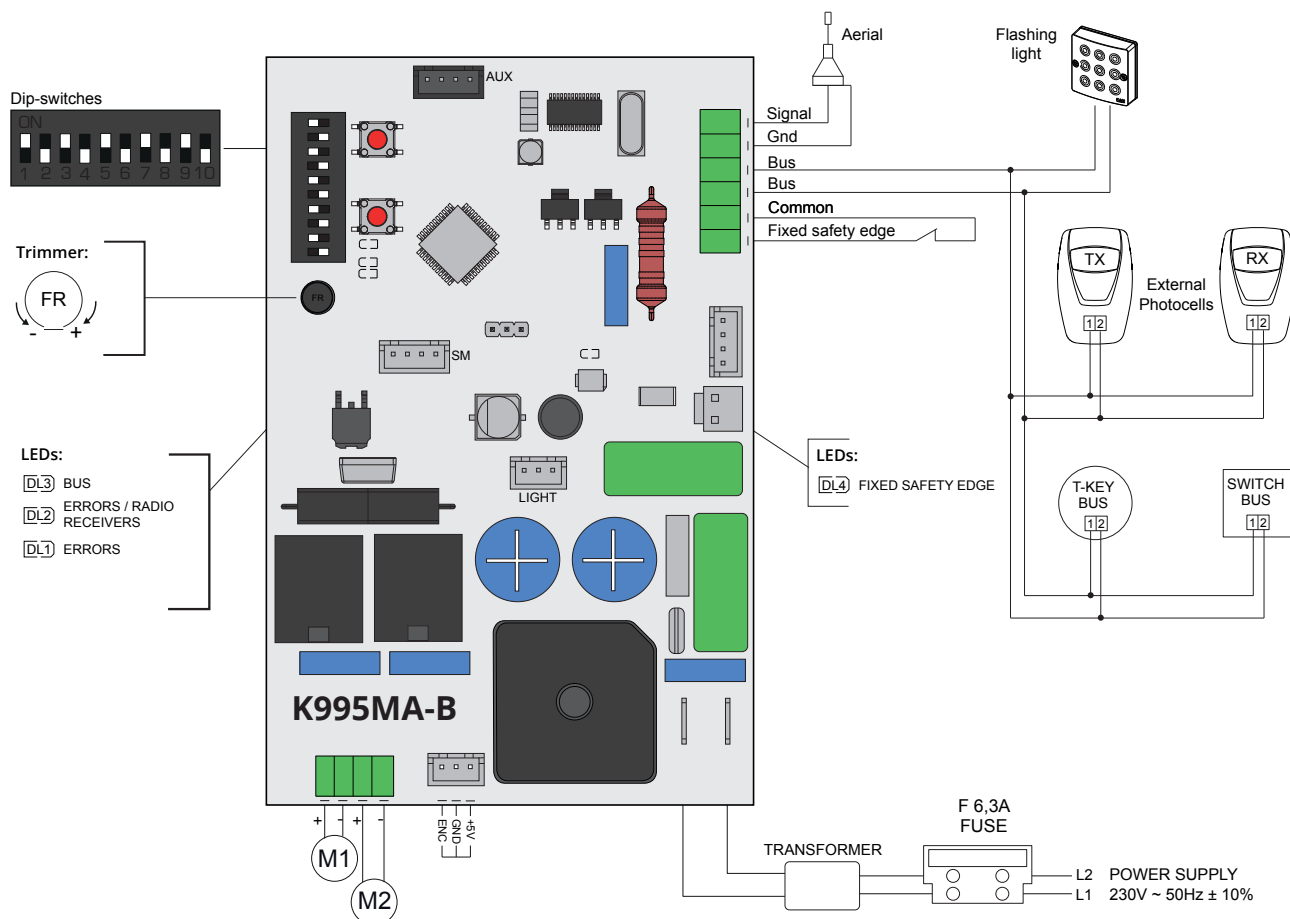 Aerial
Flashing
light
AUX
Dip-switches
ON
1 2 3 4 5 6 7 8 9 10
Signal
Gnd
Bus
Bus
Common
Fixed safety edge
Trimmer:
FR
- +
FR
TX
RX
External
Photocells
1 2
1 2
SM
LEDs:
DL3 BUS
DL2 ERRORS / RADIO
RECEIVERS
DL1 ERRORS
LIGHT
LEDs:
DL4 FIXED SAFETY EDGE
T-KEY
BUS
1 2
SWITCH
BUS
1 2
K995MA-B
+ - + -
M1
M2
ENC
GND
+5V
TRANSFORMER
F 6,3A
FUSE
L2 POWER SUPPLY
L1 230V ~ 50Hz ± 10%